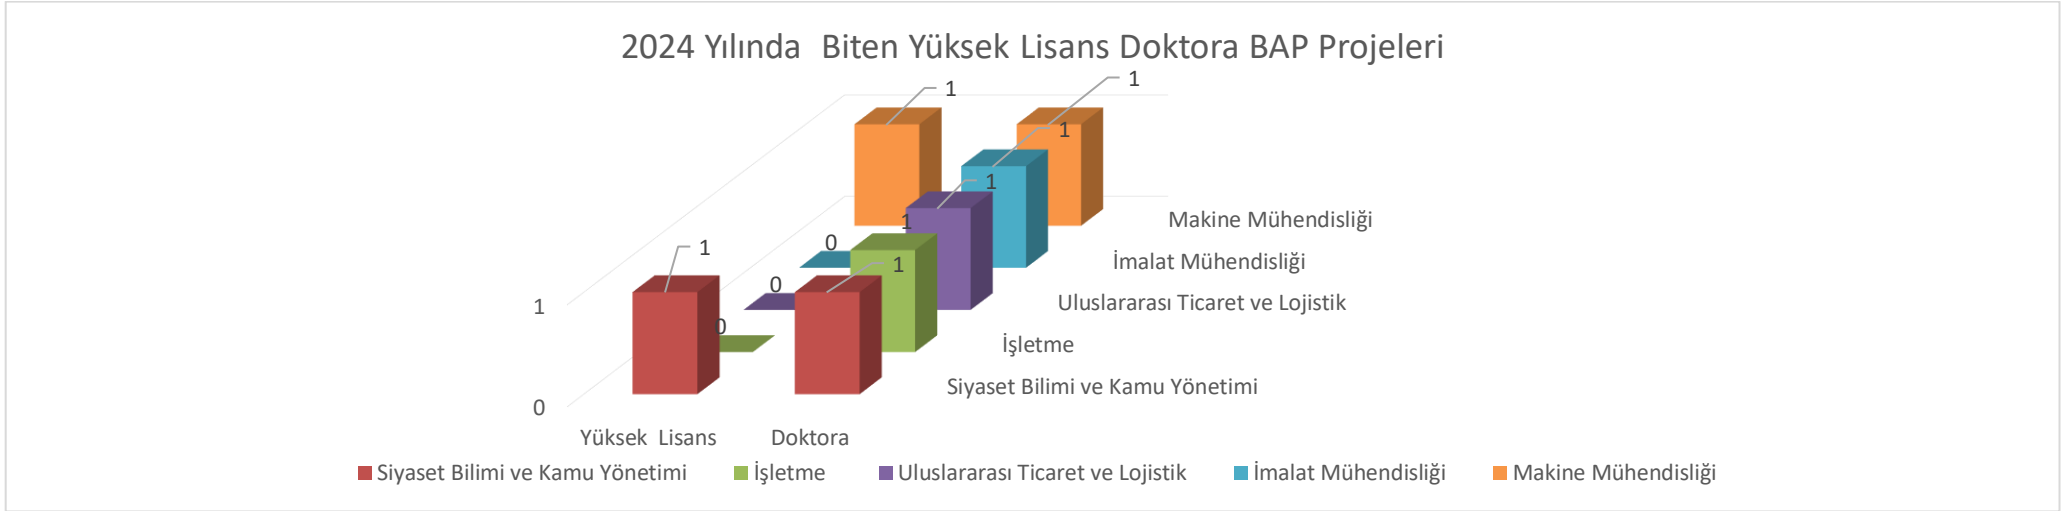 2024 Yılında  Biten Yüksek Lisans Doktora BAP Projeleri
1
1
1
1
1
0
Makine Mühendisliği
1
0
İmalat Mühendisliği
1
0
Uluslararası Ticaret ve Lojistik
1
0
İşletme
Siyaset Bilimi ve Kamu Yönetimi
0
Yüksek  Lisans
Doktora
Siyaset Bilimi ve Kamu Yönetimi
İşletme
Uluslararası Ticaret ve Lojistik
İmalat Mühendisliği
Makine Mühendisliği